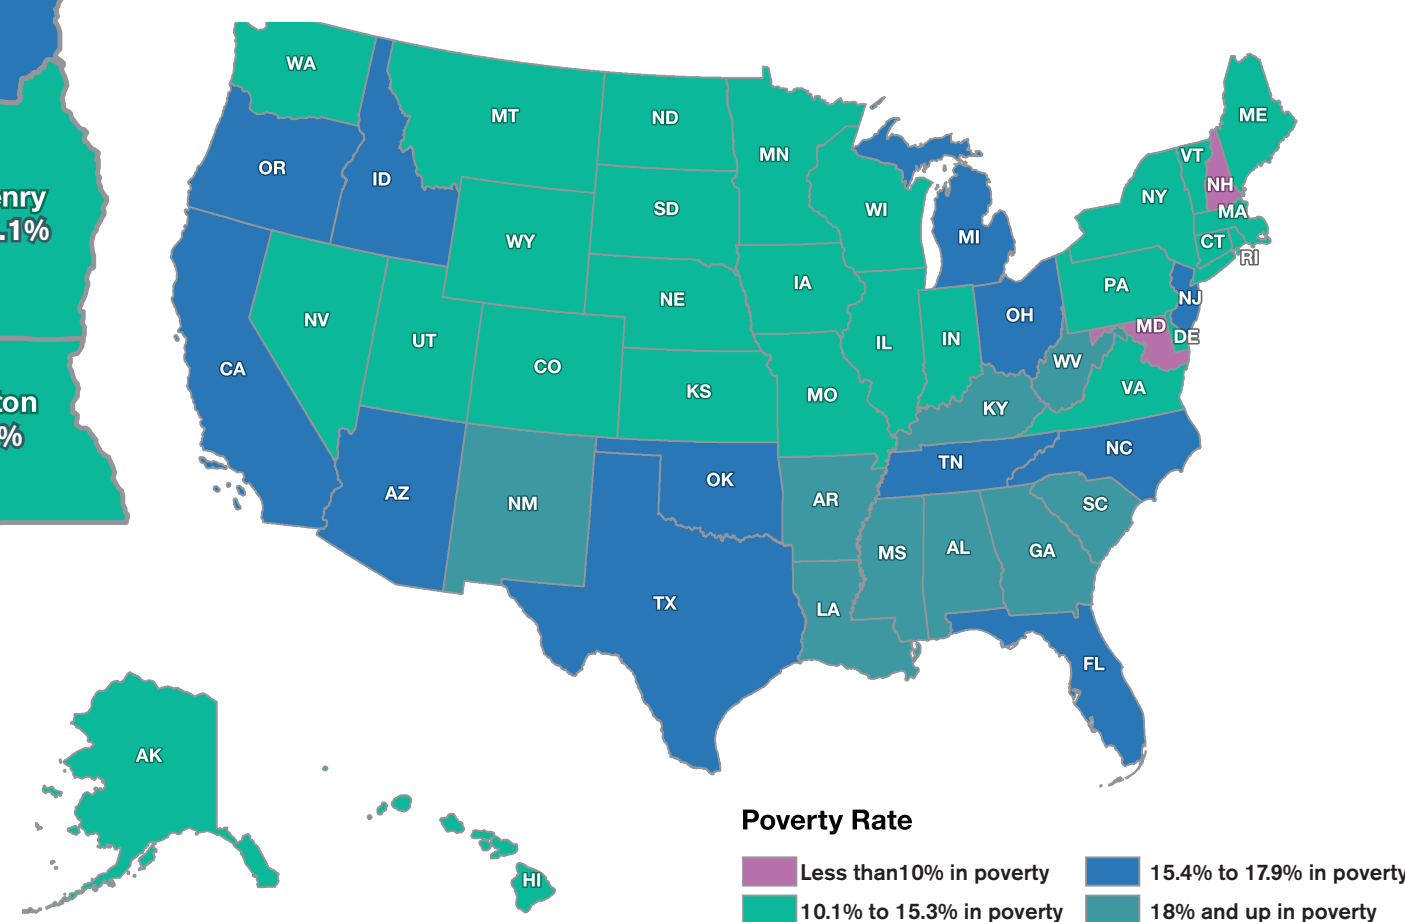 enry
.1%
ton
%
WA
MT
ND
MN
ME
OR
ID
SD
WI
MI
VT
NH
NY
MA
CT
RI
WY
NE
IA
PA
NJ
NV
UT
CO
IL
IN
OH
MD
DE
CA
KS
MO
WV
VA
KY
AZ
NM
OK
AR
TN
NC
SC
MS
AL
GA
TX
LA
FL
AK
HI
Poverty Rate
Less than10% in poverty
15.4% to 17.9% in poverty
10.1% to 15.3% in poverty
18% and up in poverty